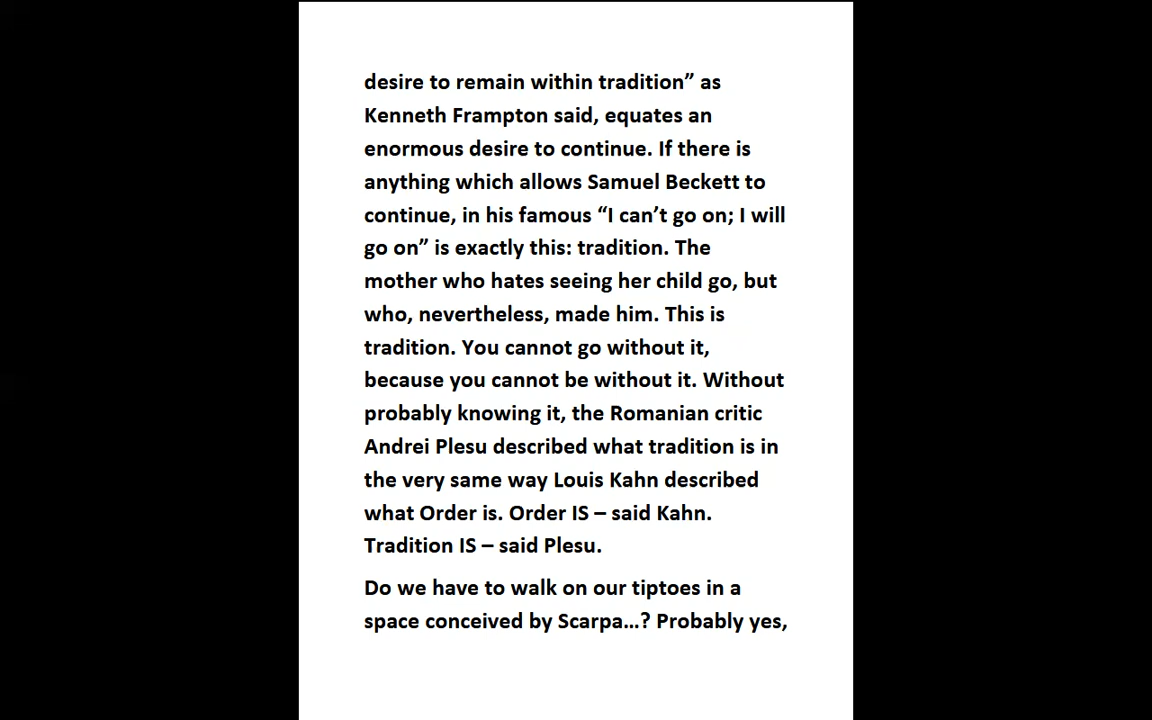 desire to remain within tradition” as
Kenneth Frampton said, equates an
enormous desire to continue. If there is
anything which allows Samuel Beckett to
continue, in his famous “I can’t go on; I will
go on” is exactly this: tradition. The
mother who hates seeing her child go, but
who, nevertheless, made him. This is
tradition. You cannot go without it,
because you cannot be without it. Without
probably knowing it, the Romanian critic
Andrei Plesu described what tradition is in
the very same way Louis Kahn described
what Order is. Order IS – said Kahn.
Tradition IS – said Plesu.
Do we have to walk on our tiptoes in a
space conceived by Scarpa…? Probably yes,